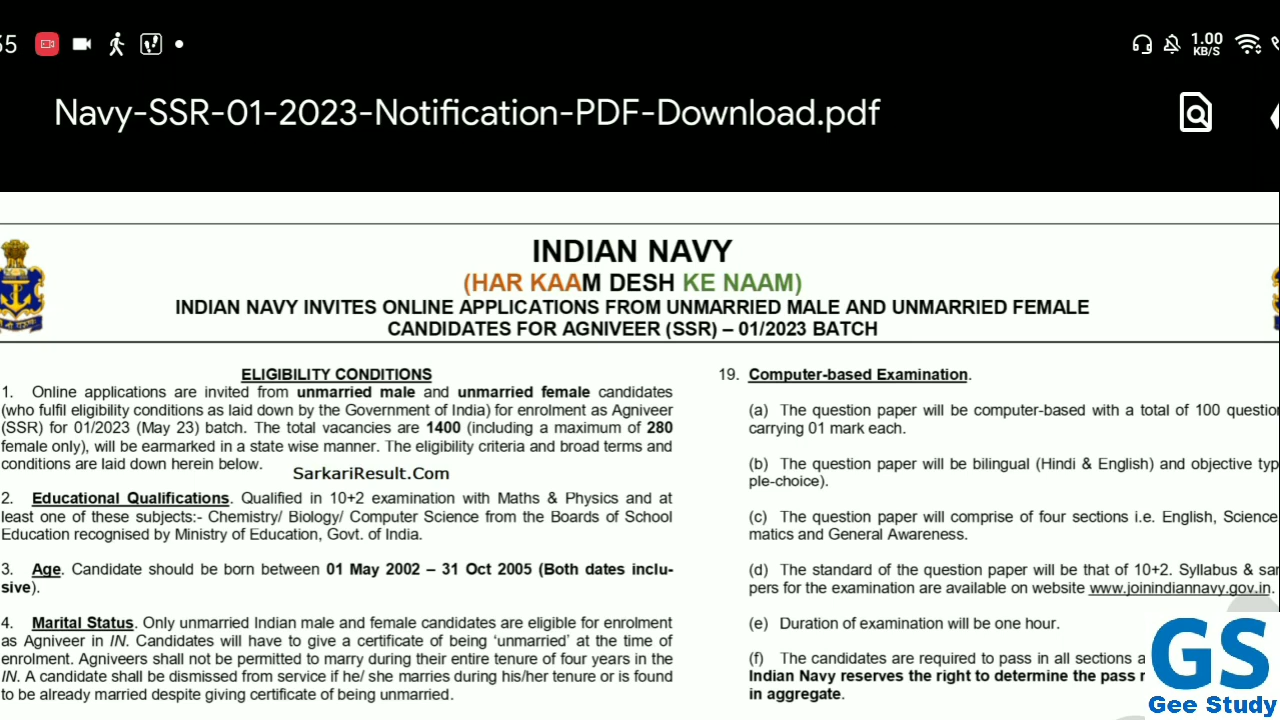 55
1.00
KB/S
Navy-SSR-01-2023-Notification-PDF-Download.pdf
INDIAN NAVY
(HAR KAAM DESH KE NAAM)
INDIAN NAVY INVITES ONLINE APPLICATIONS FROM UNMARRIED MALE AND UNMARRIED FEMALE
CANDIDATES FOR AGNIVEER (SSR) – 01/2023 BATCH
ELIGIBILITY CONDITIONS
1. Online applications are invited from unmarried male and unmarried female candidates
(who fulfil eligibility conditions as laid down by the Government of India) for enrolment as Agniveer
(SSR) for 01/2023 (May 23) batch. The total vacancies are 1400 (including a maximum of 280
female only), will be earmarked in a state wise manner. The eligibility criteria and broad terms and
conditions are laid down herein below.
SarkariResult.Com
2. Educational Qualifications. Qualified in 10+2 examination with Maths & Physics and at
least one of these subjects:- Chemistry/ Biology/ Computer Science from the Boards of School
Education recognised by Ministry of Education, Govt. of India.
3. Age. Candidate should be born between 01 May 2002 – 31 Oct 2005 (Both dates inclu-
sive).
4. Marital Status. Only unmarried Indian male and female candidates are eligible for enrolment
as Agniveer in IN. Candidates will have to give a certificate of being ‘unmarried’ at the time of
enrolment. Agniveers shall not be permitted to marry during their entire tenure of four years in the
IN. A candidate shall be dismissed from service if he/ she marries during his/her tenure or is found
to be already married despite giving certificate of being unmarried.
19. Computer-based Examination.
(a) The question paper will be computer-based with a total of 100 questio
carrying 01 mark each.
(b) The question paper will be bilingual (Hindi & English) and objective typ
ple-choice).
(c) The question paper will comprise of four sections i.e. English, Science
matics and General Awareness.
(d) The standard of the question paper will be that of 10+2. Syllabus & sa
pers for the examination are available on website www.joinindiannavy.gov.in.
(e) Duration of examination will be one hour.
(f) The candidates are required to pass in all sections a
Indian Navy reserves the right to determine the pass
in aggregate.
GS
Gee Study